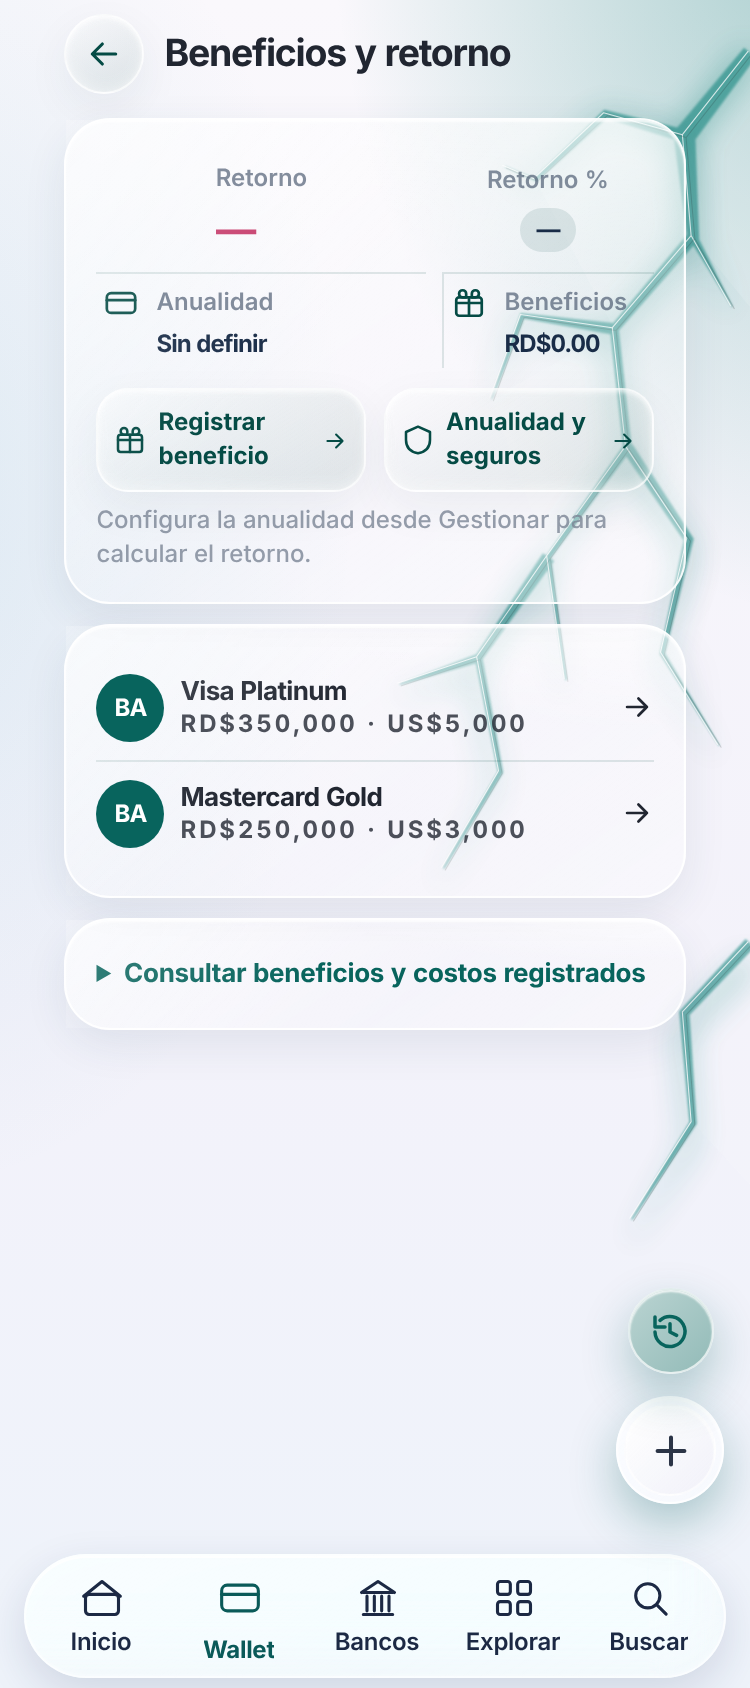 Beneficios y retorno
Retorno
Retorno %
—
—
Anualidad
Sin definir
Beneficios
RD$0.00
Registrar
beneficio
Anualidad y
seguros
Configura la anualidad desde Gestionar para
calcular el retorno.
BA
Visa Platinum
RD$350,000 · US$5,000
BA
Mastercard Gold
RD$250,000 · US$3,000
Consultar beneficios y costos registrados
Inicio
Wallet
Bancos
Explorar
Buscar